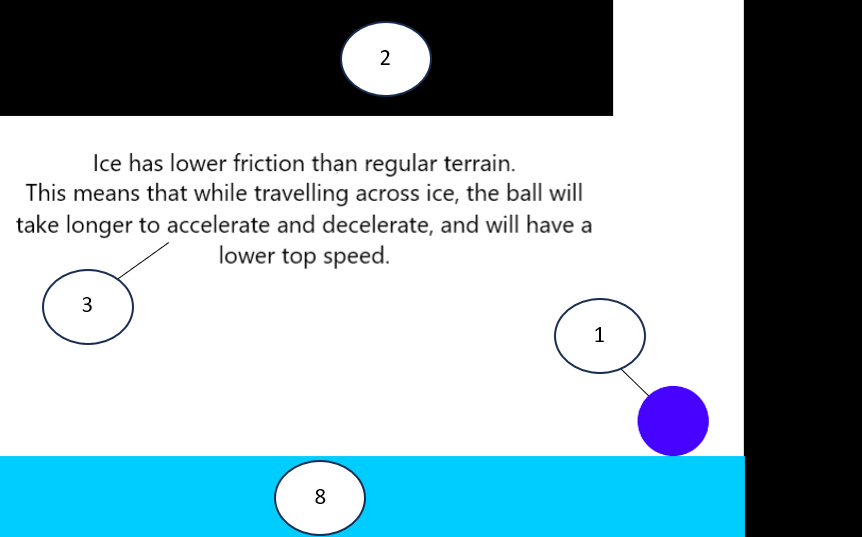 2
Ice has lower friction than regular terrain.
This means that while travelling across ice, the ball will
take longer to accelerate and decelerate, and will have a
lower top speed.
3
1
8